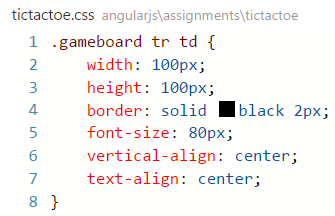 tictactoe.css angularjs\assignments\tictactoe
1 .gameboard tr td {
2     width: 100px;
3     height: 100px;
4     border: solid black 2px;
5     font-size: 80px;
6     vertical-align: center;
7     text-align: center;
8 }